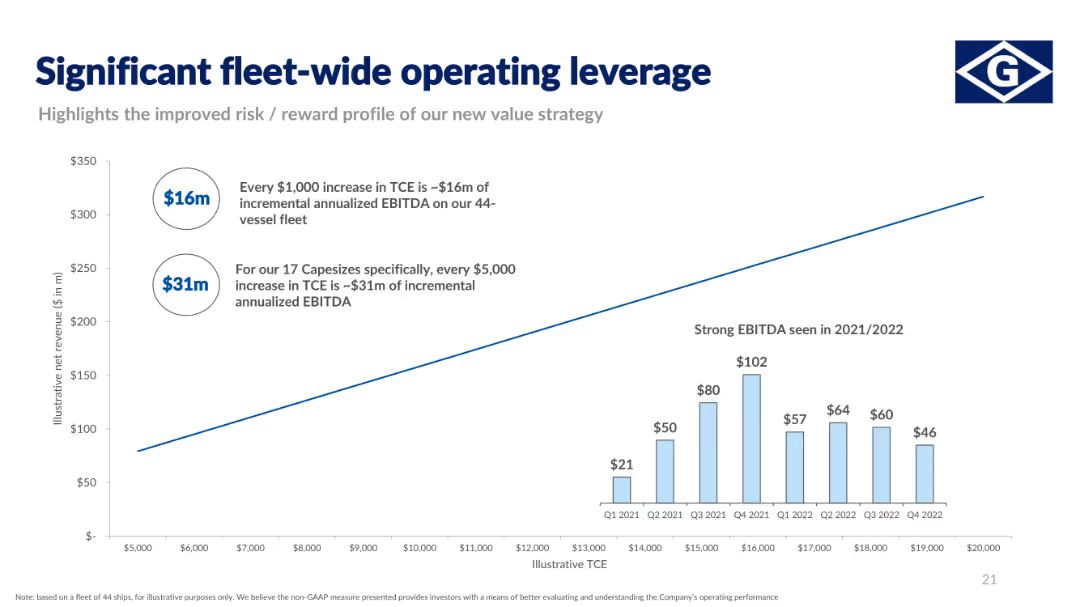 Significant fleet-wide operating leverage
G
Highlights the improved risk / reward profile of our new value strategy
$350
$300
$250
$200
$150
$100
$50
$-
Illustrative net revenue ($ in m)
$16m
Every $1,000 increase in TCE is ~$16m of
incremental annualized EBITDA on our 44-
vessel fleet
$31m
For our 17 Capesizes specifically, every $5,000
increase in TCE is ~$31m of incremental
annualized EBITDA
Strong EBITDA seen in 2021/2022
$21
$50
$80
$102
$57
$64
$60
$46
Q1 2021 Q2 2021 Q3 2021 Q4 2021 Q1 2022 Q2 2022 Q3 2022 Q4 2022
$5,000 $6,000 $7,000 $8,000 $9,000 $10,000 $11,000 $12,000 $13,000 $14,000 $15,000 $16,000 $17,000 $18,000 $19,000 $20,000
Illustrative TCE
21
Note: based on a fleet of 44 ships, for illustrative purposes only. We believe the non-GAAP measure presented provides investors with a means of better evaluating and understanding the Company's operating performance